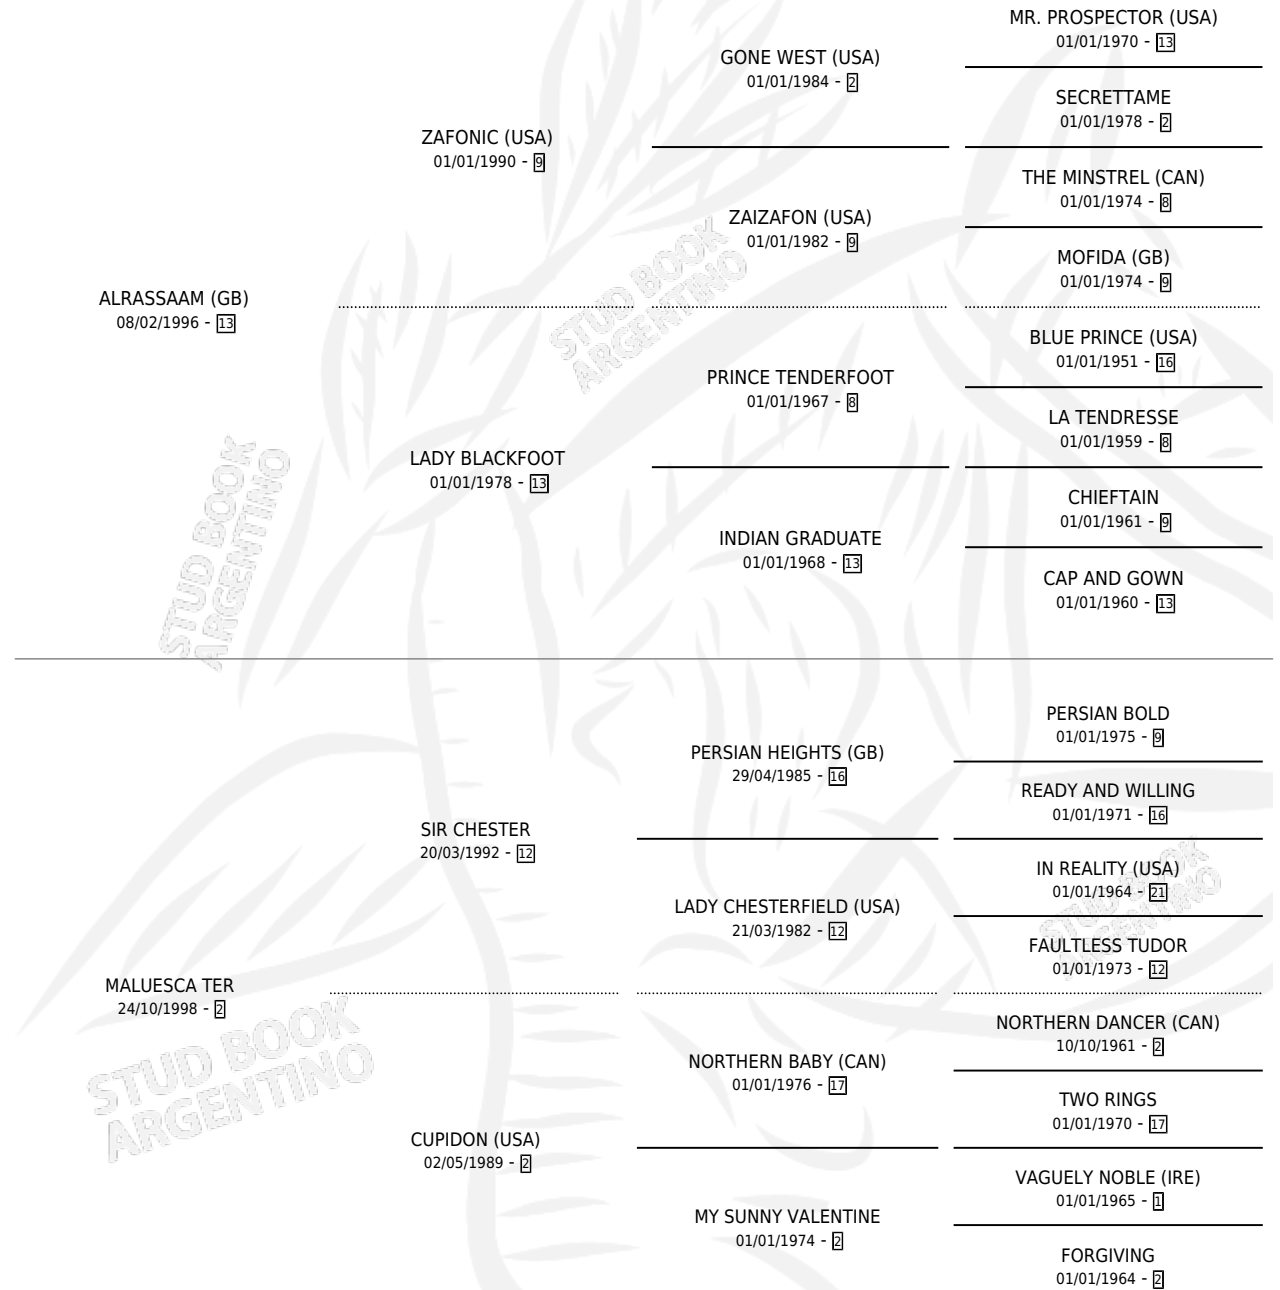 MR. PROSPECTOR (USA)
01/01/1970 - 13
GONE WEST (USA)
01/01/1984 - 2
SECRETTAME
01/01/1978 - 2
ZAFONIC (USA)
01/01/1990 - 9
THE MINSTREL (CAN)
01/01/1974 - 8
ZAIZAFON (USA)
01/01/1982 - 9
MOFIDA (GB)
01/01/1974 - 9
ALRASSAAM (GB)
08/02/1996 - 13
BLUE PRINCE (USA)
01/01/1951 - 16
PRINCE TENDERFOOT
01/01/1967 - 8
LA TENDRESSE
01/01/1959 - 8
LADY BLACKFOOT
01/01/1978 - 13
CHIEFTAIN
01/01/1961 - 9
INDIAN GRADUATE
01/01/1968 - 13
CAP AND GOWN
01/01/1960 - 13
PERSIAN BOLD
01/01/1975 - 9
PERSIAN HEIGHTS (GB)
29/04/1985 - 16
READY AND WILLING
01/01/1971 - 16
SIR CHESTER
20/03/1992 - 12
IN REALITY (USA)
01/01/1964 - 21
LADY CHESTERFIELD (USA)
21/03/1982 - 12
FAULTLESS TUDOR
01/01/1973 - 12
MALUESCA TER
24/10/1998 - 2
NORTHERN DANCER (CAN)
10/10/1961 - 2
NORTHERN BABY (CAN)
01/01/1976 - 17
TWO RINGS
01/01/1970 - 17
CUPIDON (USA)
02/05/1989 - 2
VAGUELY NOBLE (IRE)
01/01/1965 - 1
MY SUNNY VALENTINE
01/01/1974 - 2
FORGIVING
01/01/1964 - 2
STUD BOOK
ARGENTINO
STUD BOOK
ARGENTINO
STUD BOOK
ARGENTINO
STUD BOOK
ARGENTINO